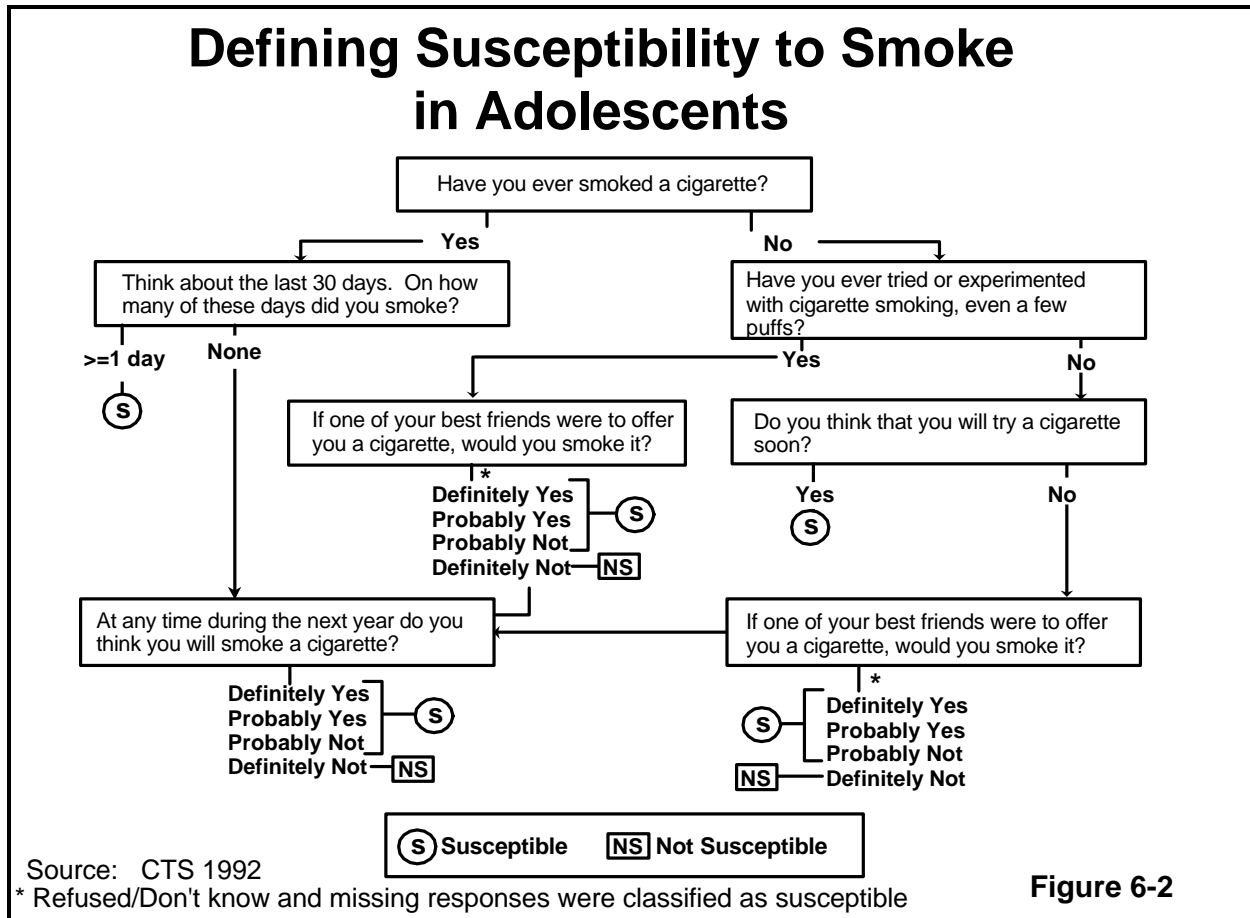 Defining Susceptibility to Smoke
in Adolescents
Have you ever smoked a cigarette?
Yes
No
Think about the last 30 days. On how
many of these days did you smoke?
Have you ever tried or experimented
with cigarette smoking, even a few
puffs?
>=1 day
None
S
Yes
No
If one of your best friends were to offer
you a cigarette, would you smoke it?
*
Definitely Yes
Probably Yes
Probably Not
Definitely Not
S
NS
Do you think that you will try a cigarette
soon?
Yes
S
No
At any time during the next year do you
think you will smoke a cigarette?
Definitely Yes
Probably Yes
Probably Not
Definitely Not
S
NS
If one of your best friends were to offer
you a cigarette, would you smoke it?
*
Definitely Yes
Probably Yes
Probably Not
Definitely Not
S
NS
S Susceptible NS Not Susceptible
Source: CTS 1992
* Refused/Don't know and missing responses were classified as susceptible
Figure 6-2